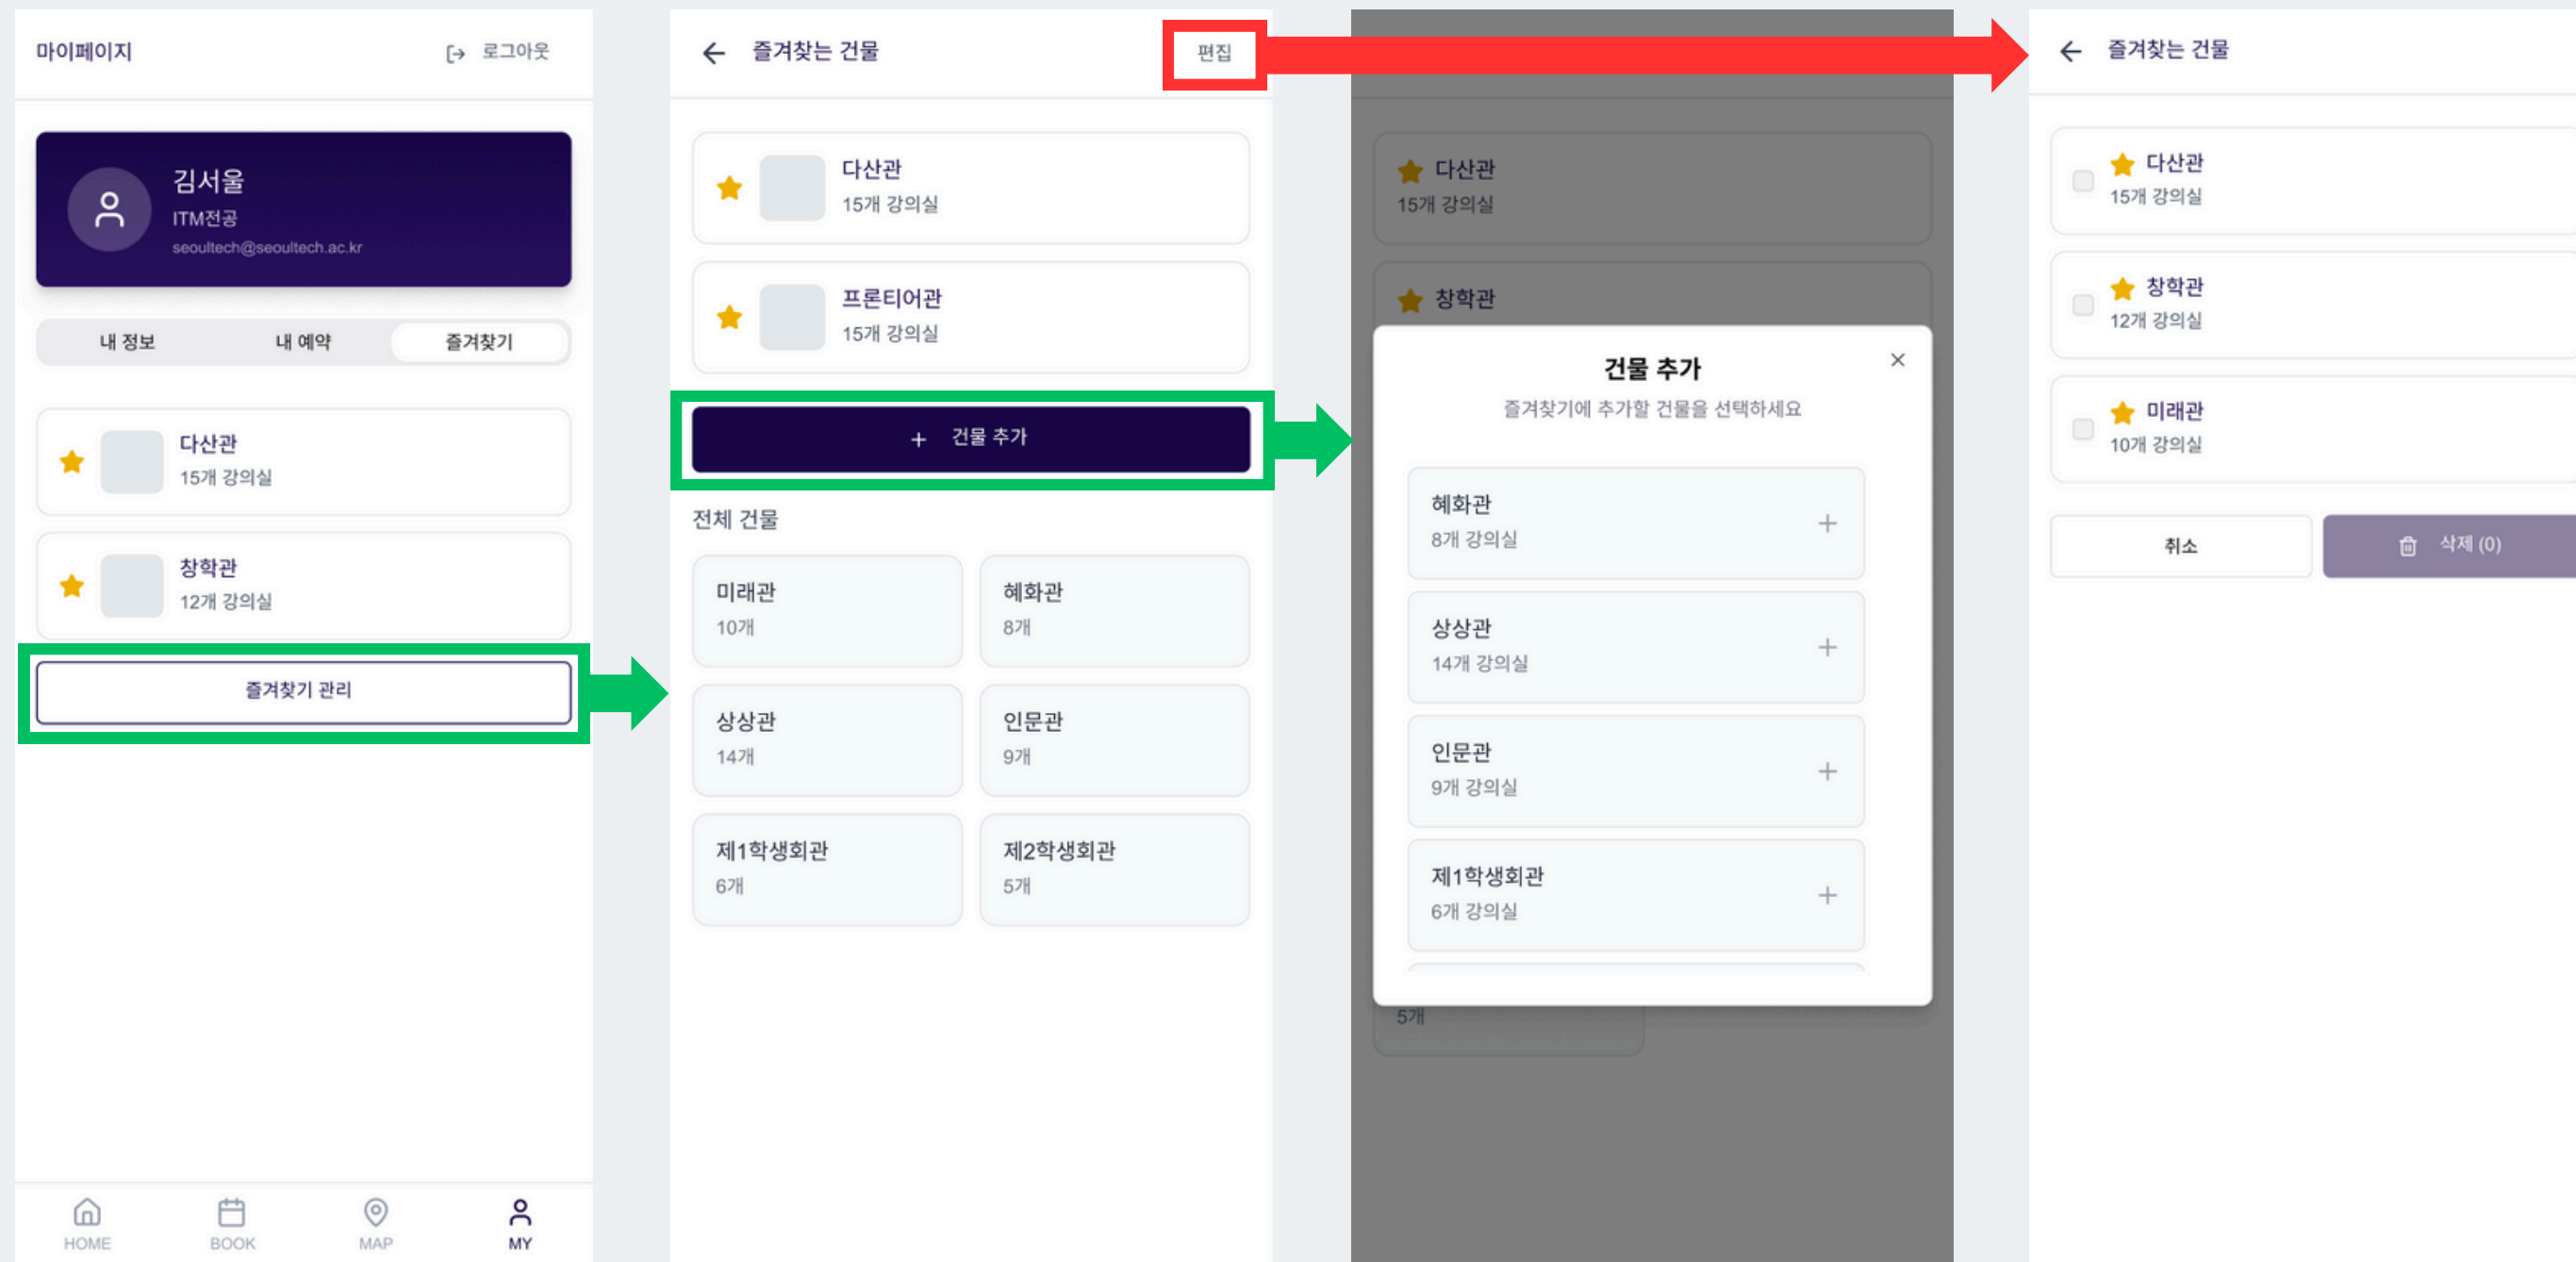 마이페이지
로그아웃
김서울
ITM전공
seoultech@seoultech.ac.kr
내 정보
내 예약
즐겨찾기
다산관
15개 강의실
창학관
12개 강의실
즐겨찾기 관리
HOME
BOOK
MAP
MY
즐겨찾는 건물
편집
다산관
15개 강의실
프론티어관
15개 강의실
+ 건물 추가
전체 건물
미래관
10개
혜화관
8개
상상관
14개
인문관
9개
제1학생회관
6개
제2학생회관
5개
다산관
15개 강의실
창학관
건물 추가
즐겨찾기에 추가할 건물을 선택하세요
혜화관
8개 강의실
상상관
14개 강의실
인문관
9개 강의실
제1학생회관
6개 강의실
5개
즐겨찾는 건물
다산관
15개 강의실
창학관
12개 강의실
미래관
10개 강의실
취소
삭제 (0)